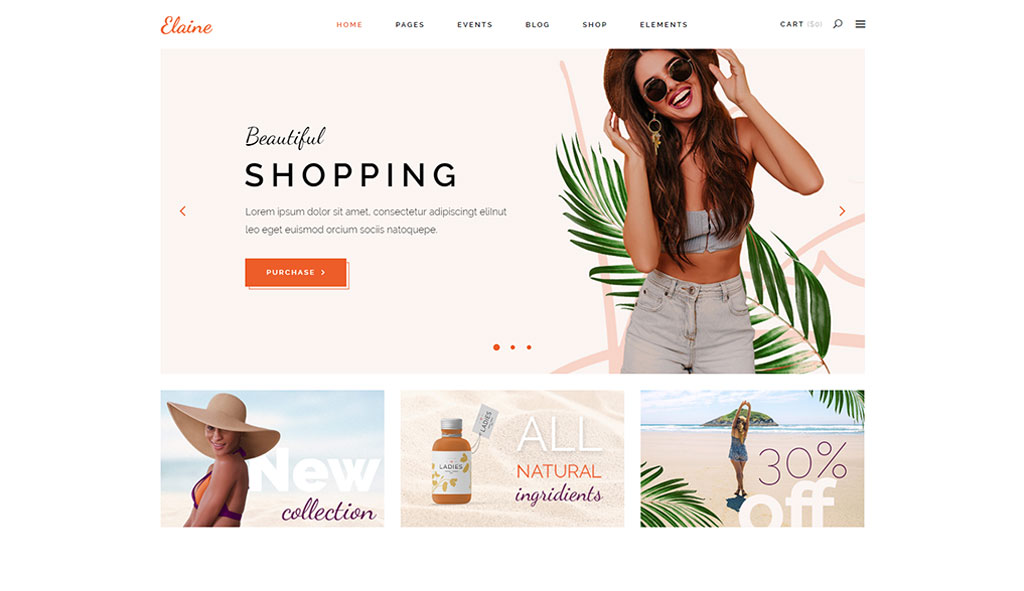 Elaine
HOME PAGES EVENTS BLOG SHOP ELEMENTS
CART ($0)
Beautiful
SHOPPING
Lorem ipsum dolor sit amet, consectetur adipiscingt elilnut
leo eget euismod orcium sociis natoquepe.
PURCHASE
New
collection
LADIES
LADIES
ALL
NATURAL
ingridients
30%
off